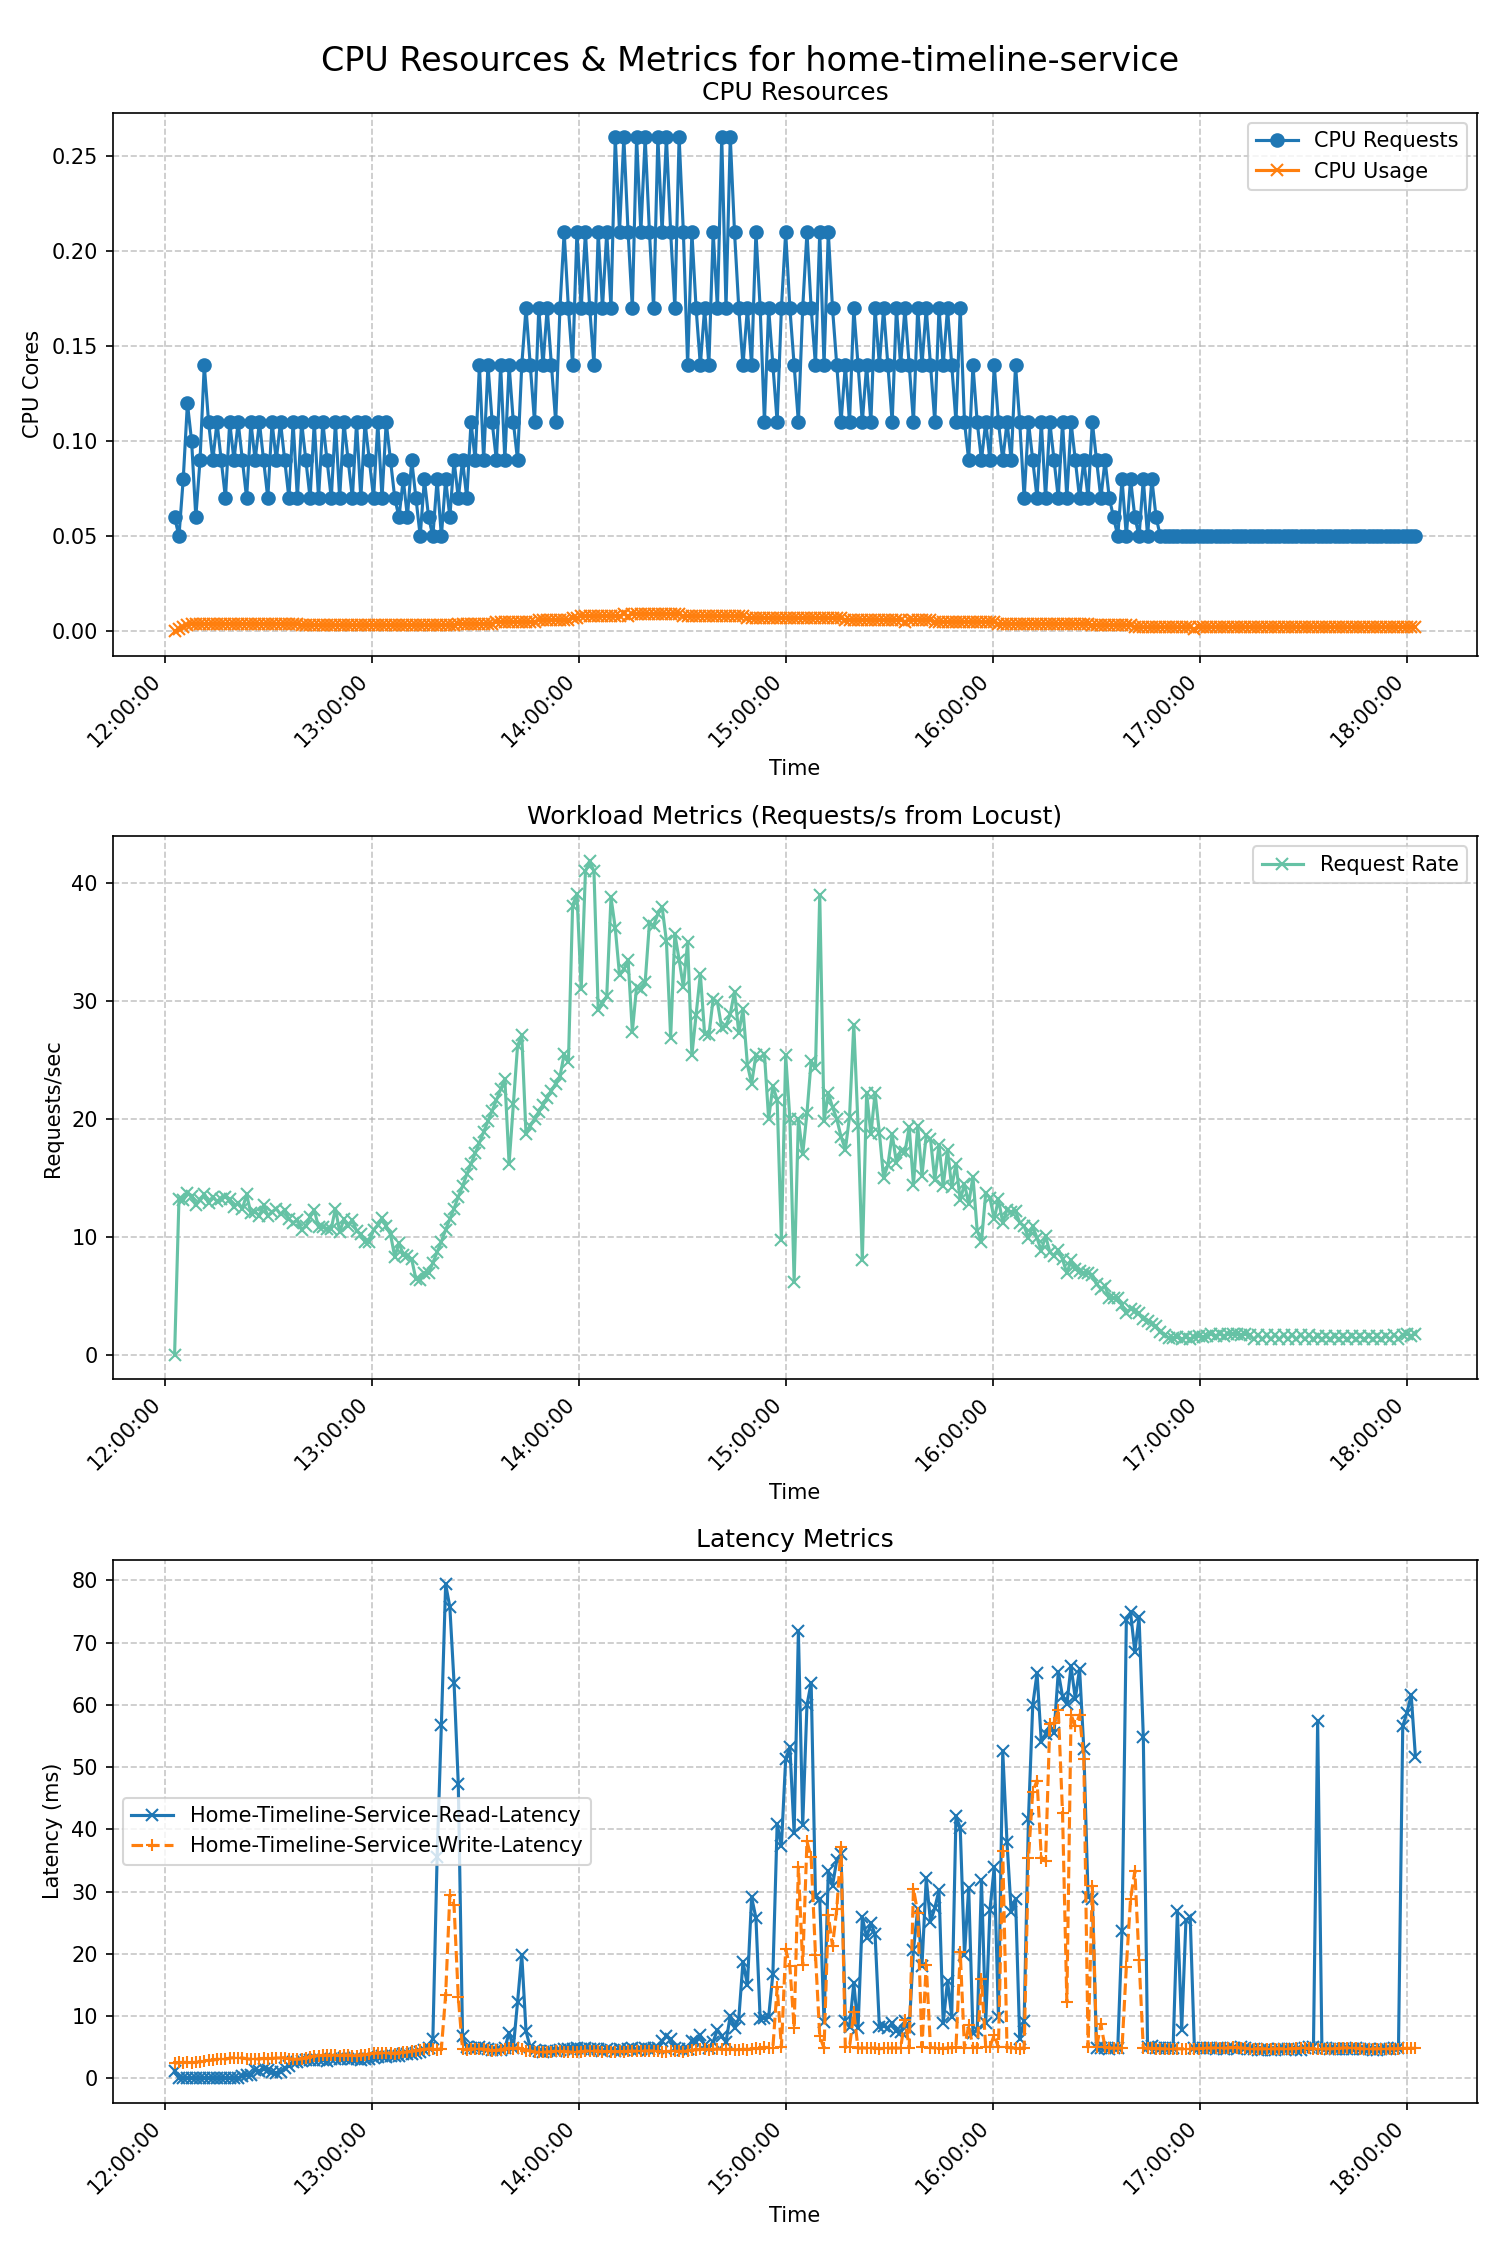 CPU Resources & Metrics for home-timeline-service
CPU Resources
CPU Requests
CPU Usage
CPU Cores
0.25
0.20
0.15
0.10
0.05
0.00
12:00:00
13:00:00
14:00:00
15:00:00
16:00:00
17:00:00
18:00:00
Time
Workload Metrics (Requests/s from Locust)
Request Rate
Requests/sec
40
30
20
10
0
12:00:00
13:00:00
14:00:00
15:00:00
16:00:00
17:00:00
18:00:00
Time
Latency Metrics
Latency (ms)
80
70
60
50
40
30
20
10
0
Home-Timeline-Service-Read-Latency
Home-Timeline-Service-Write-Latency
12:00:00
13:00:00
14:00:00
15:00:00
16:00:00
17:00:00
18:00:00
Time